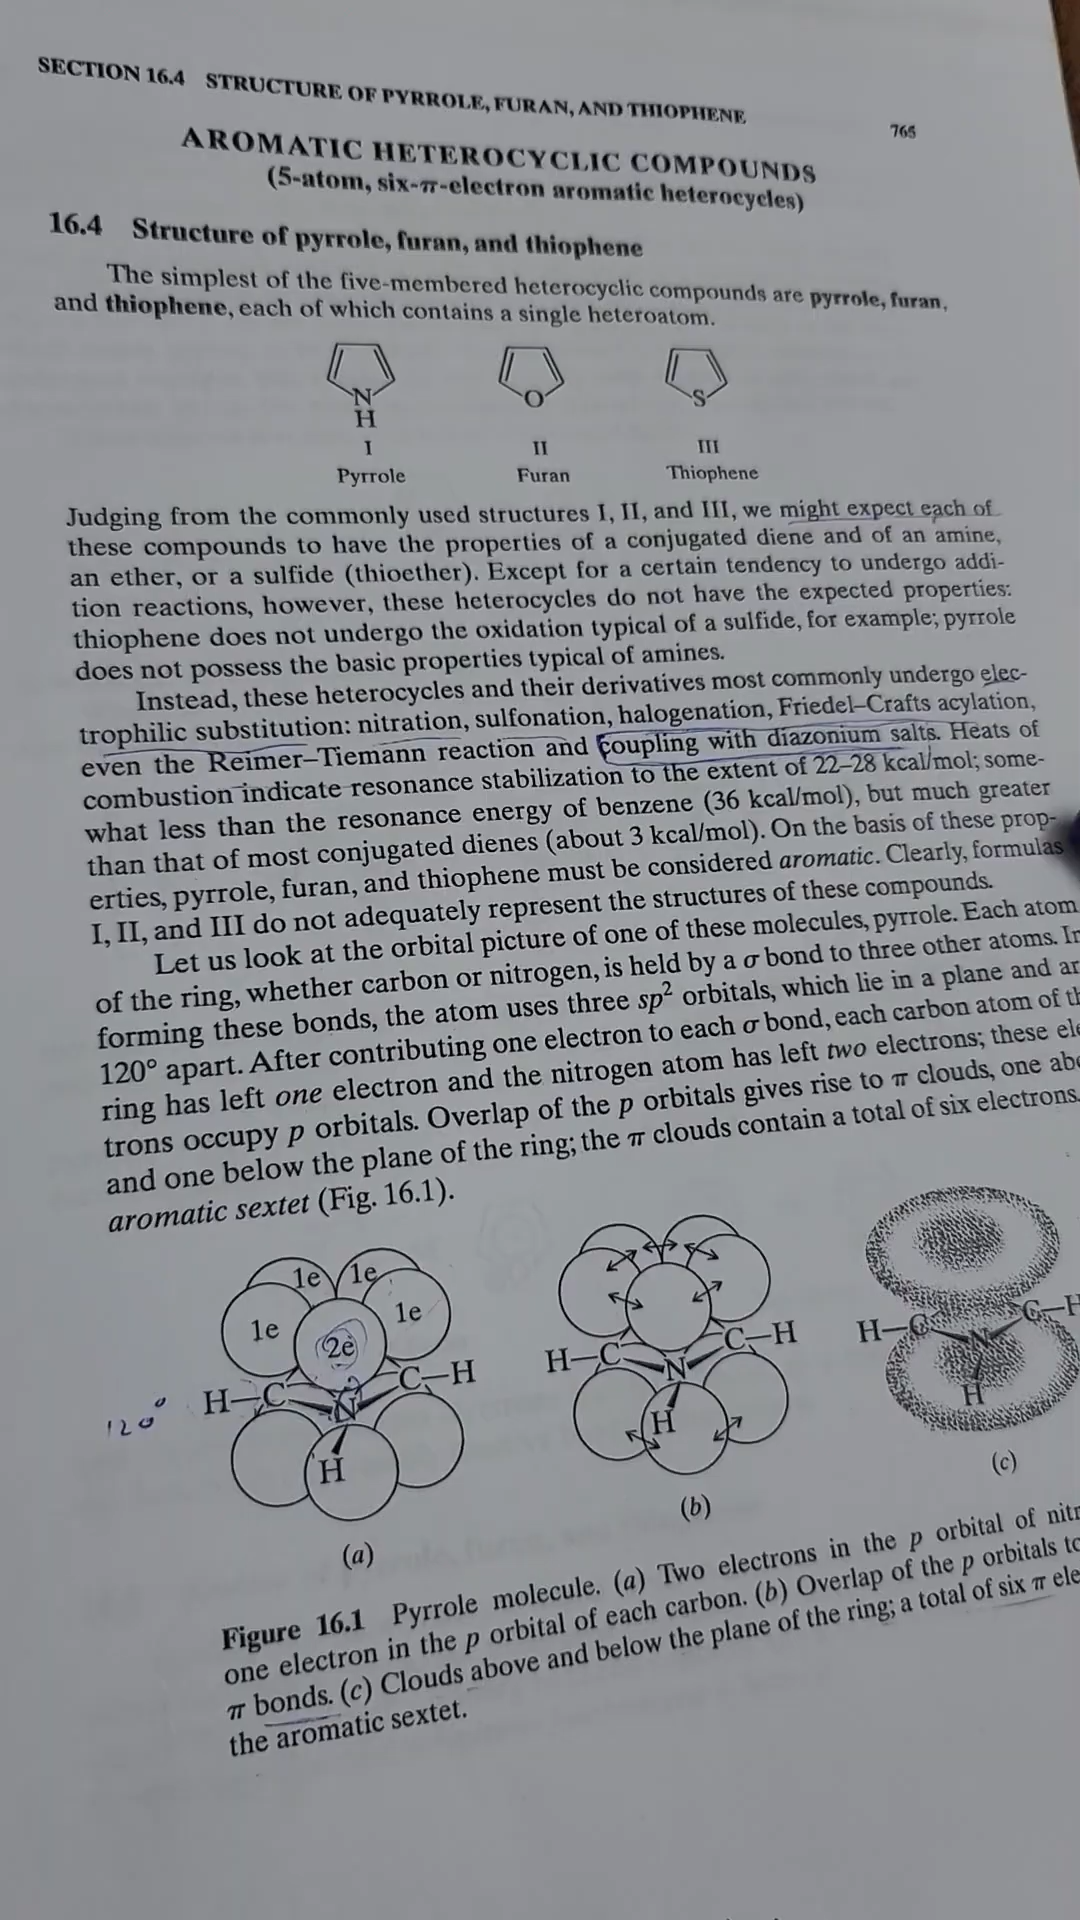 SECTION 16.4 STRUCTURE OF PYRROLE, FURAN, AND THIOPHENE
765
AROMATIC HETEROCYCLIC COMPOUNDS
(5-atom, six-π-electron aromatic heterocycles)
16.4 Structure of pyrrole, furan, and thiophene
The simplest of the five-membered heterocyclic compounds are pyrrole, furan,
and thiophene, each of which contains a single heteroatom.
N O S
H
I II III
Pyrrole Furan Thiophene
Judging from the commonly used structures I, II, and III, we might expect each of
these compounds to have the properties of a conjugated diene and of an amine,
an ether, or a sulfide (thioether). Except for a certain tendency to undergo addi-
tion reactions, however, these heterocycles do not have the expected properties:
thiophene does not undergo the oxidation typical of a sulfide, for example; pyrrole
does not possess the basic properties typical of amines.
Instead, these heterocycles and their derivatives most commonly undergo elec-
trophilic substitution: nitration, sulfonation, halogenation, Friedel–Crafts acylation,
even the Reimer–Tiemann reaction and coupling with diazonium salts. Heats of
combustion indicate resonance stabilization to the extent of 22–28 kcal/mol; some-
what less than the resonance energy of benzene (36 kcal/mol), but much greater
than that of most conjugated dienes (about 3 kcal/mol). On the basis of these prop-
erties, pyrrole, furan, and thiophene must be considered aromatic. Clearly, formulas
I, II, and III do not adequately represent the structures of these compounds.
Let us look at the orbital picture of one of these molecules, pyrrole. Each atom
of the ring, whether carbon or nitrogen, is held by a σ bond to three other atoms. In
forming these bonds, the atom uses three sp² orbitals, which lie in a plane and ar
120° apart. After contributing one electron to each σ bond, each carbon atom of th
ring has left one electron and the nitrogen atom has left two electrons; these ele
trons occupy p orbitals. Overlap of the p orbitals gives rise to π clouds, one abo
and one below the plane of the ring; the π clouds contain a total of six electrons.
aromatic sextet (Fig. 16.1).
1e 1e
1e 2e 1e
H–C N C–H
H
120°
(a)
H–C N C–H
H
(b)
H–C N C–H
H
(c)
Figure 16.1 Pyrrole molecule. (a) Two electrons in the p orbital of nitr
one electron in the p orbital of each carbon. (b) Overlap of the p orbitals to
π bonds. (c) Clouds above and below the plane of the ring; a total of six π ele
the aromatic sextet.